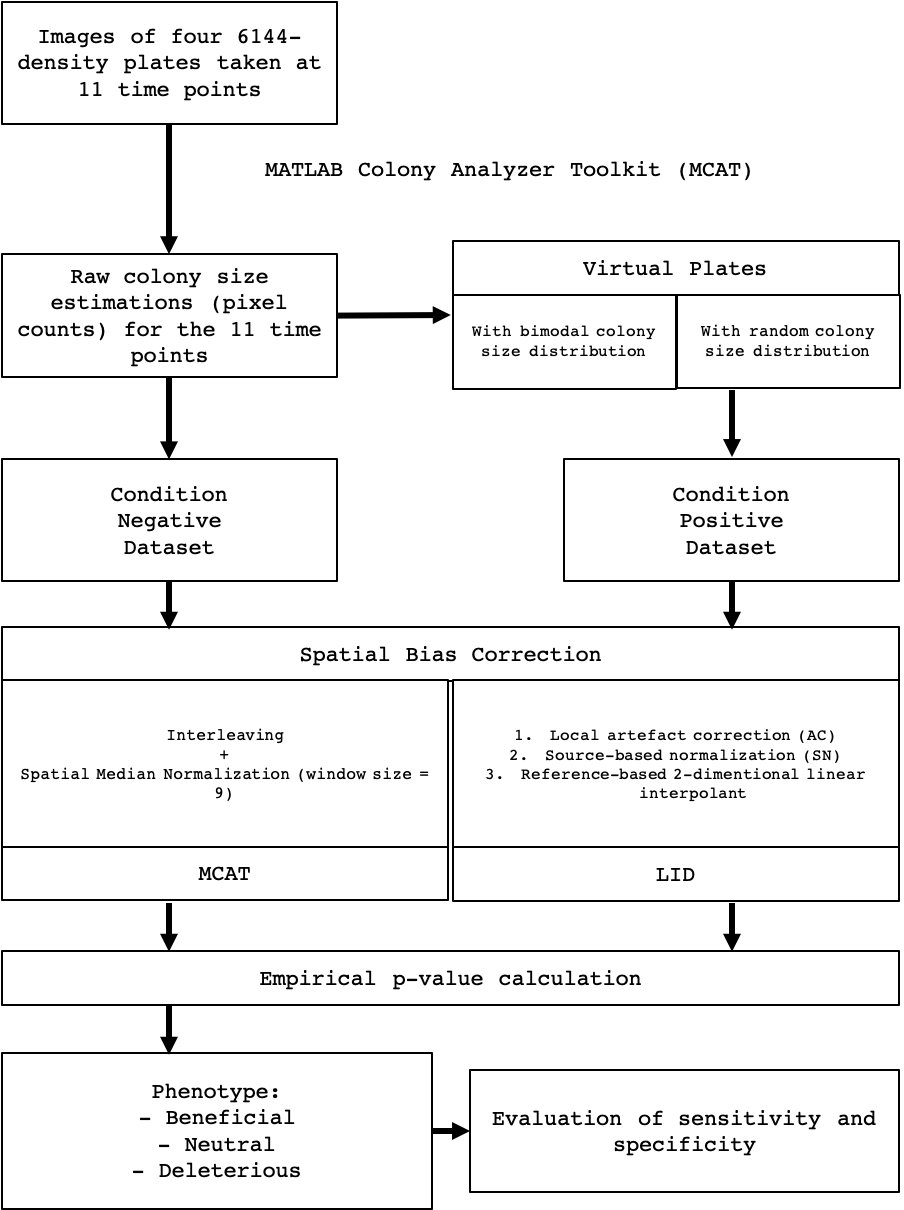 Images of four 6144-
density plates taken at
11 time points
MATLAB Colony Analyzer Toolkit (MCAT)
Raw colony size
estimations (pixel
counts) for the 11 time
points
Virtual Plates
With bimodal colony
size distribution
With random colony
size distribution
Condition
Negative
Dataset
Condition
Positive
Dataset
Spatial Bias Correction
Interleaving
+
Spatial Median Normalization (window size =
9)
1. Local artefact correction (AC)
2. Source-based normalization (SN)
3. Reference-based 2-dimentional linear
interpolant
MCAT
LID
Empirical p-value calculation
Phenotype:
- Beneficial
- Neutral
- Deleterious
Evaluation of sensitivity and
specificity